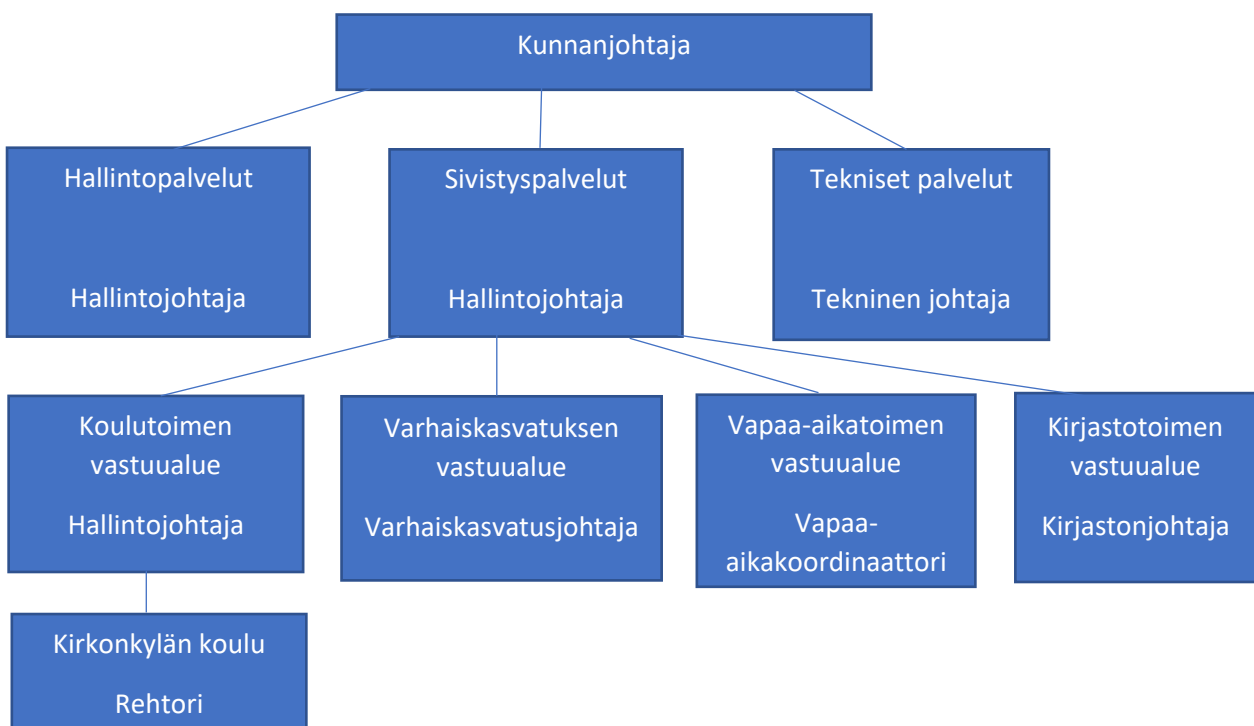 Kunnanjohtaja
Hallintopalvelut
Hallintojohtaja
Sivistyspalvelut
Hallintojohtaja
Tekniset palvelut
Tekninen johtaja
Koulutoimen
vastuualue
Hallintojohtaja
Varhaiskasvatuksen
vastuualue
Varhaiskasvatusjohtaja
Vapaa-aikatoimen
vastuualue
Vapaa-
aikakoordinaattori
Kirjastotoimen
vastuualue
Kirjastonjohtaja
Kirkonkylän koulu
Rehtori